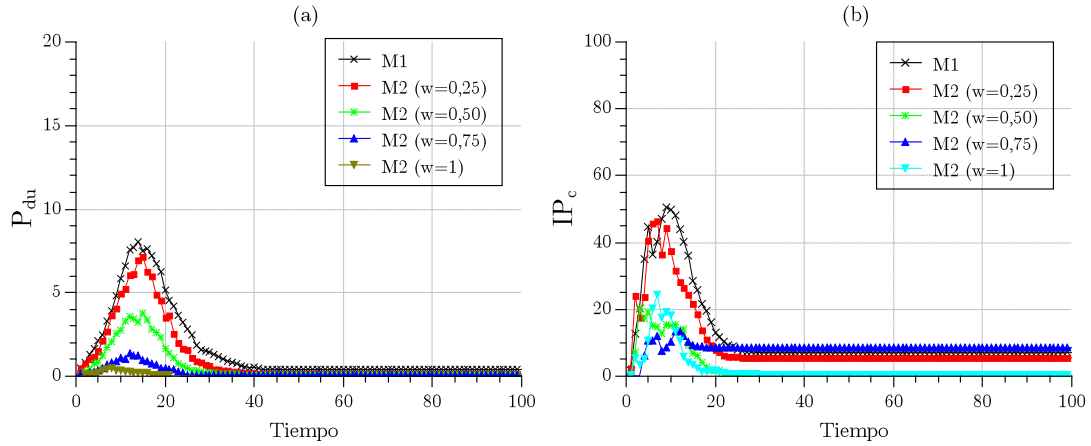 (a)
20
15
10
5
0
P_du
0
20
40
60
80
100
Tiempo
M1
M2 (w=0,25)
M2 (w=0,50)
M2 (w=0,75)
M2 (w=1)
(b)
100
80
60
40
20
0
IP_c
0
20
40
60
80
100
Tiempo
M1
M2 (w=0,25)
M2 (w=0,50)
M2 (w=0,75)
M2 (w=1)